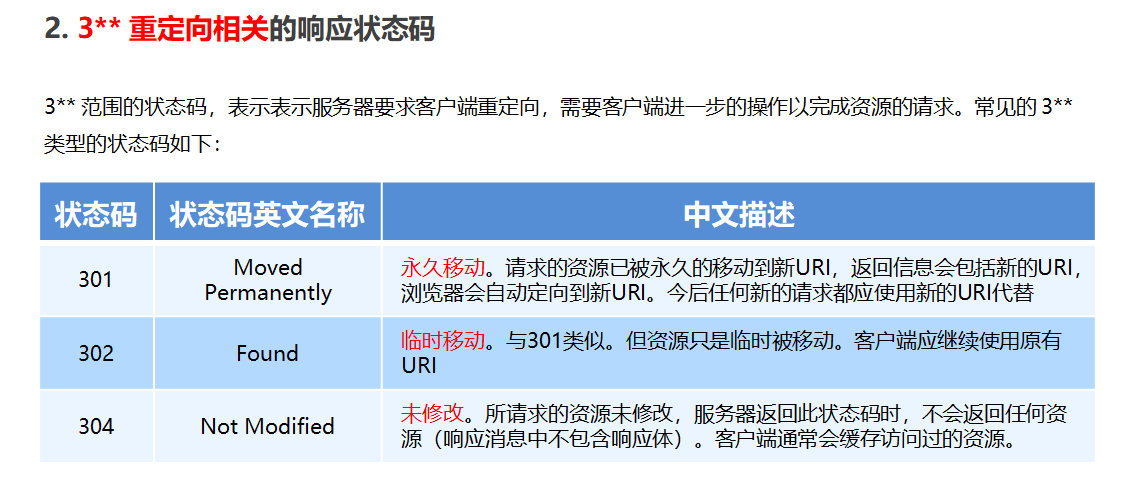 2. 3** 重定向相关的响应状态码
3** 范围的状态码，表示表示服务器要求客户端重定向，需要客户端进一步的操作以完成资源的请求。常见的 3**
类型的状态码如下：
状态码 状态码英文名称 中文描述
301 Moved Permanently 永久移动。请求的资源已被永久的移动到新URI，返回信息会包括新的URI，
浏览器会自动定向到新URI。今后任何新的请求都应使用新的URI代替
302 Found 临时移动。与301类似。但资源只是临时被移动。客户端应继续使用原有
URI
304 Not Modified 未修改。所请求的资源未修改，服务器返回此状态码时，不会返回任何资
源（响应消息中不包含响应体）。客户端通常会缓存访问过的资源。